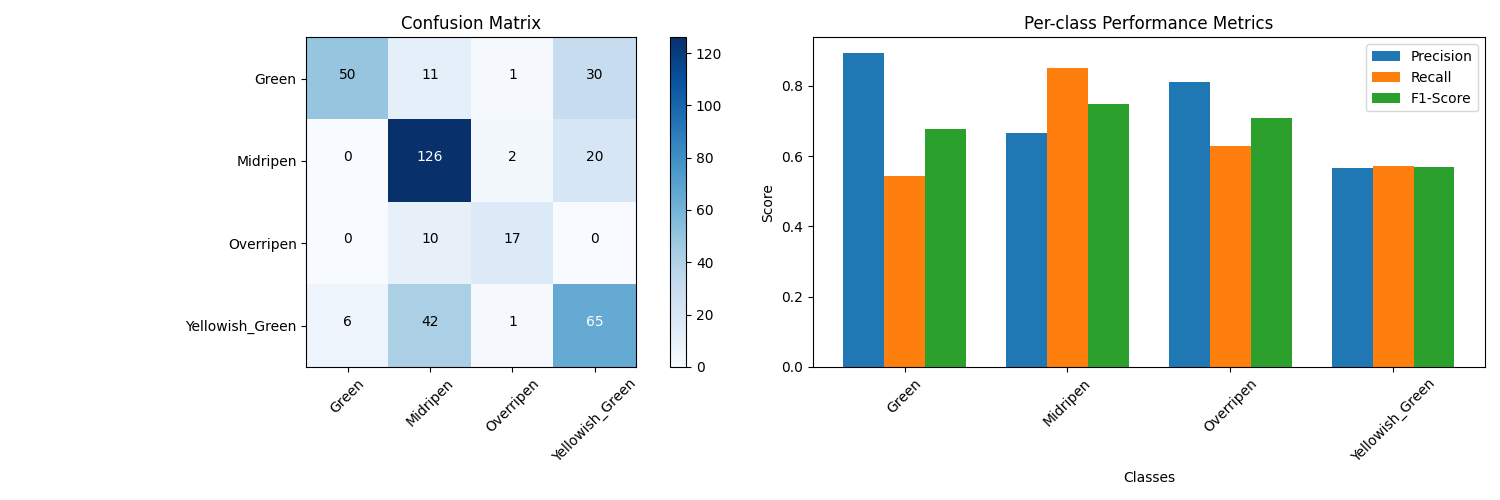 Confusion Matrix
Green 50 11 1 30
Midripen 0 126 2 20
Overripen 0 10 17 0
Yellowish_Green 6 42 1 65
Green Midripen Overripen Yellowish_Green
120
100
80
60
40
20
0
Per-class Performance Metrics
Precision
Recall
F1-Score
Score
0.8
0.6
0.4
0.2
0.0
Green Midripen Overripen Yellowish_Green
Classes